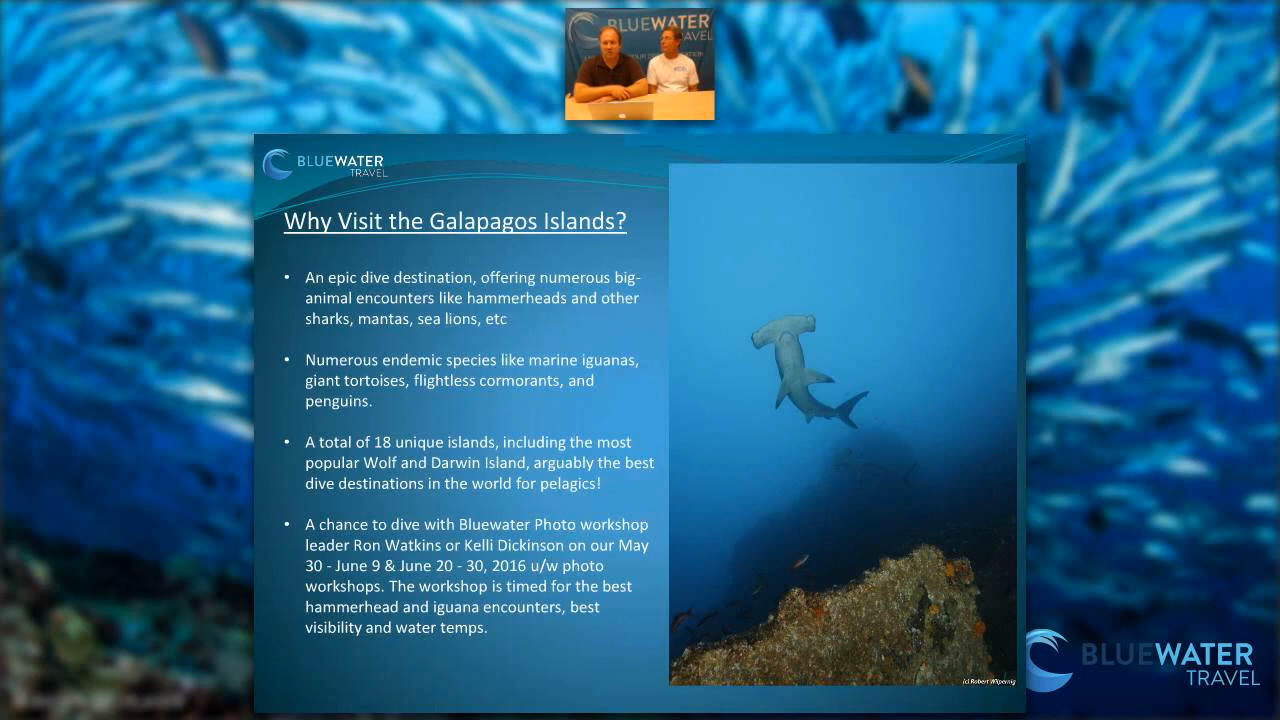 BLUEWATER
TRAVEL
BLUEWATER
TRAVEL
Why Visit the Galapagos Islands?
• An epic dive destination, offering numerous big-
animal encounters like hammerheads and other
sharks, mantas, sea lions, etc
• Numerous endemic species like marine iguanas,
giant tortoises, flightless cormorants, and
penguins.
• A total of 18 unique islands, including the most
popular Wolf and Darwin Island, arguably the best
dive destinations in the world for pelagics!
• A chance to dive with Bluewater Photo workshop
leader Ron Watkins or Kelli Dickinson on our May
30 - June 9 & June 20 - 30, 2016 u/w photo
workshops. The workshop is timed for the best
hammerhead and iguana encounters, best
visibility and water temps.
(c) Robert Wilpernig
BLUEWATER
TRAVEL